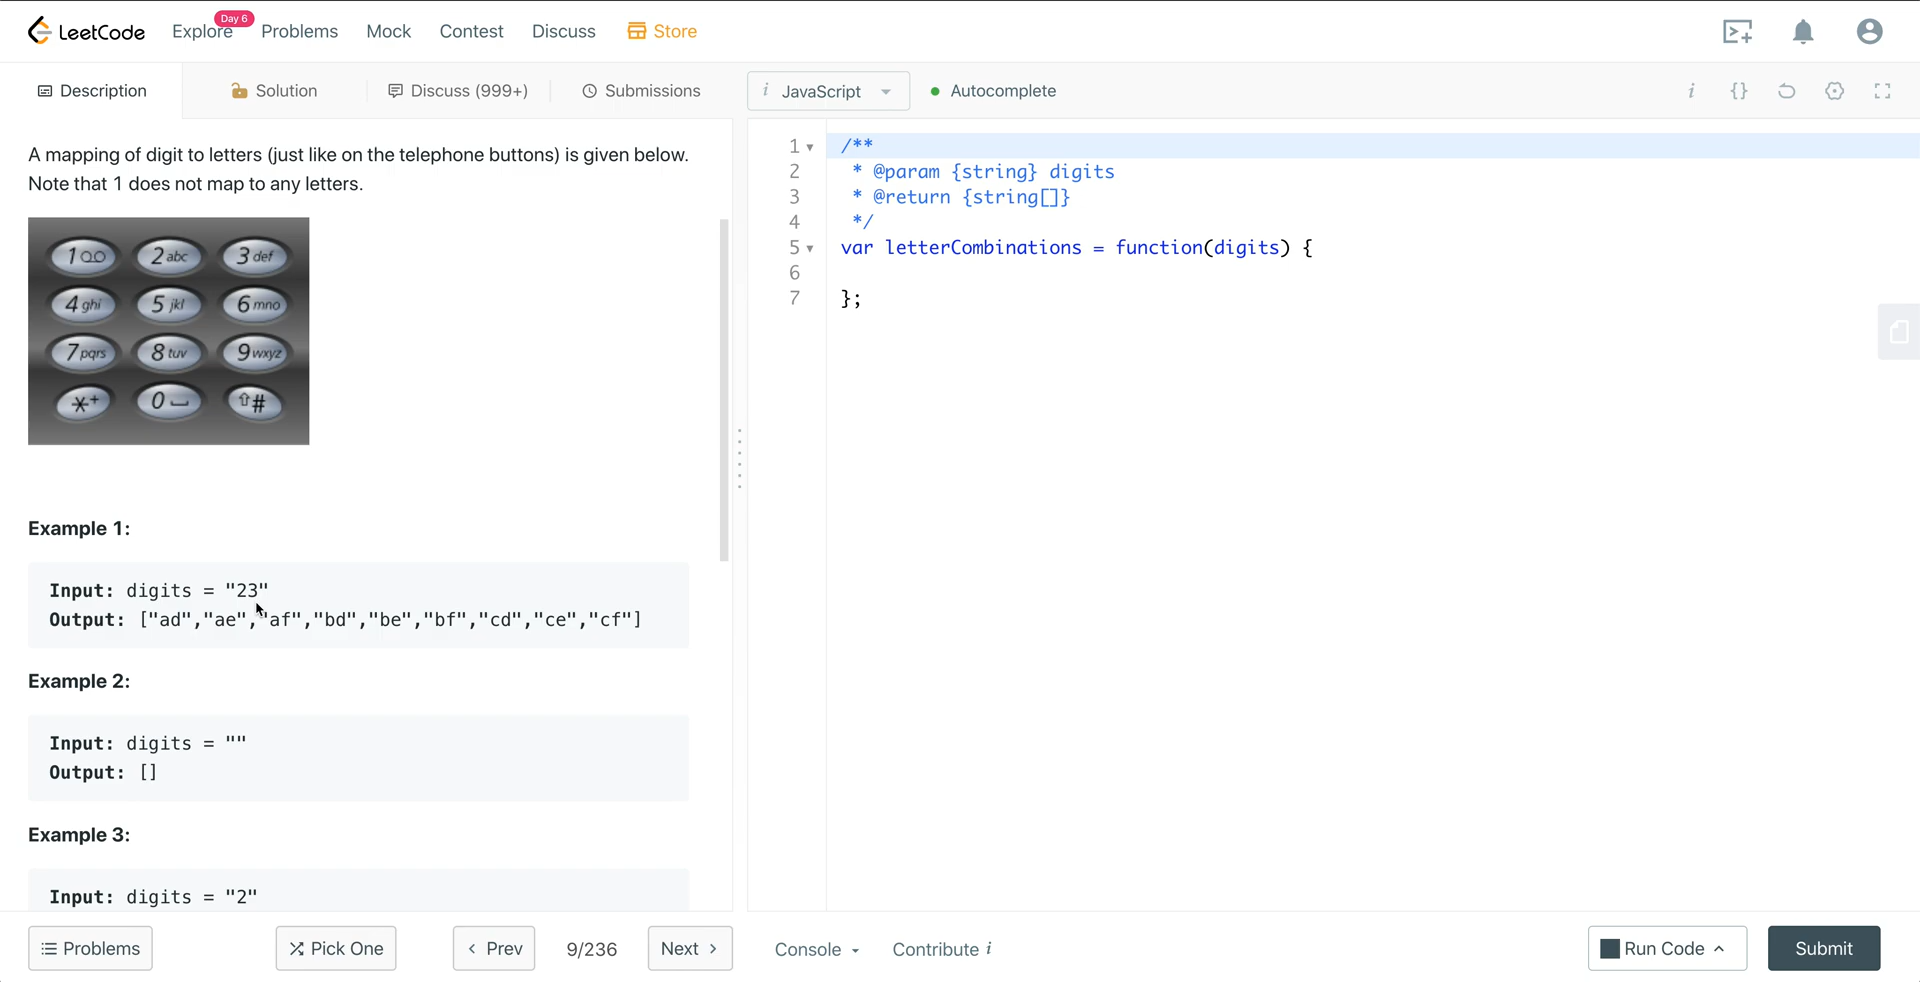 LeetCode Explore Day 6 Problems Mock Contest Discuss Store
Description Solution Discuss (999+) Submissions i JavaScript Autocomplete i {}
A mapping of digit to letters (just like on the telephone buttons) is given below.
Note that 1 does not map to any letters.
1 2 abc 3 def
4 ghi 5 jkl 6 mno
7 pqrs 8 tuv 9 wxyz
*+ 0 #
Example 1:
Input: digits = "23"
Output: ["ad","ae","af","bd","be","bf","cd","ce","cf"]
Example 2:
Input: digits = ""
Output: []
Example 3:
Input: digits = "2"
1 /**
2 * @param {string} digits
3 * @return {string[]}
4 */
5 var letterCombinations = function(digits) {
6
7 };
Problems Pick One < Prev 9/236 Next > Console Contribute i Run Code Submit